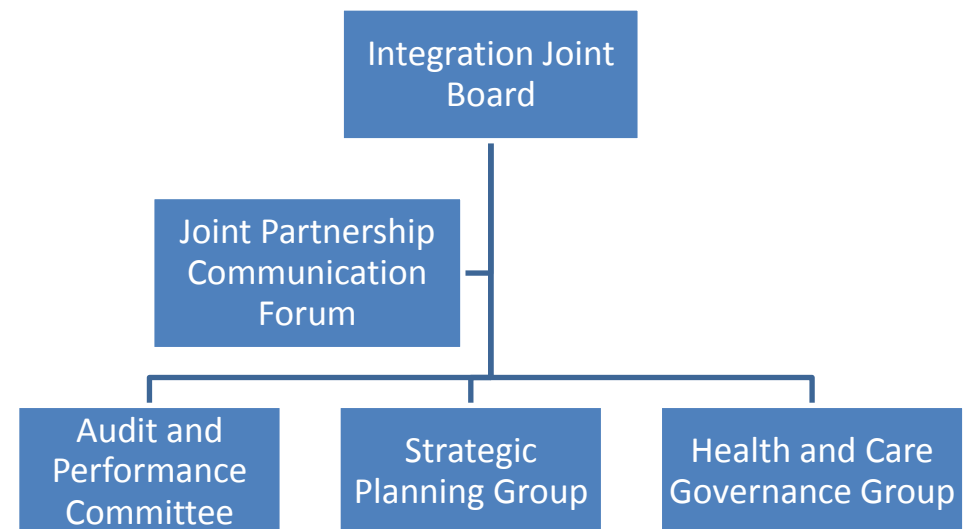 Integration Joint
Board
Joint Partnership
Communication
Forum
Audit and
Performance
Committee
Strategic
Planning Group
Health and Care
Governance Group